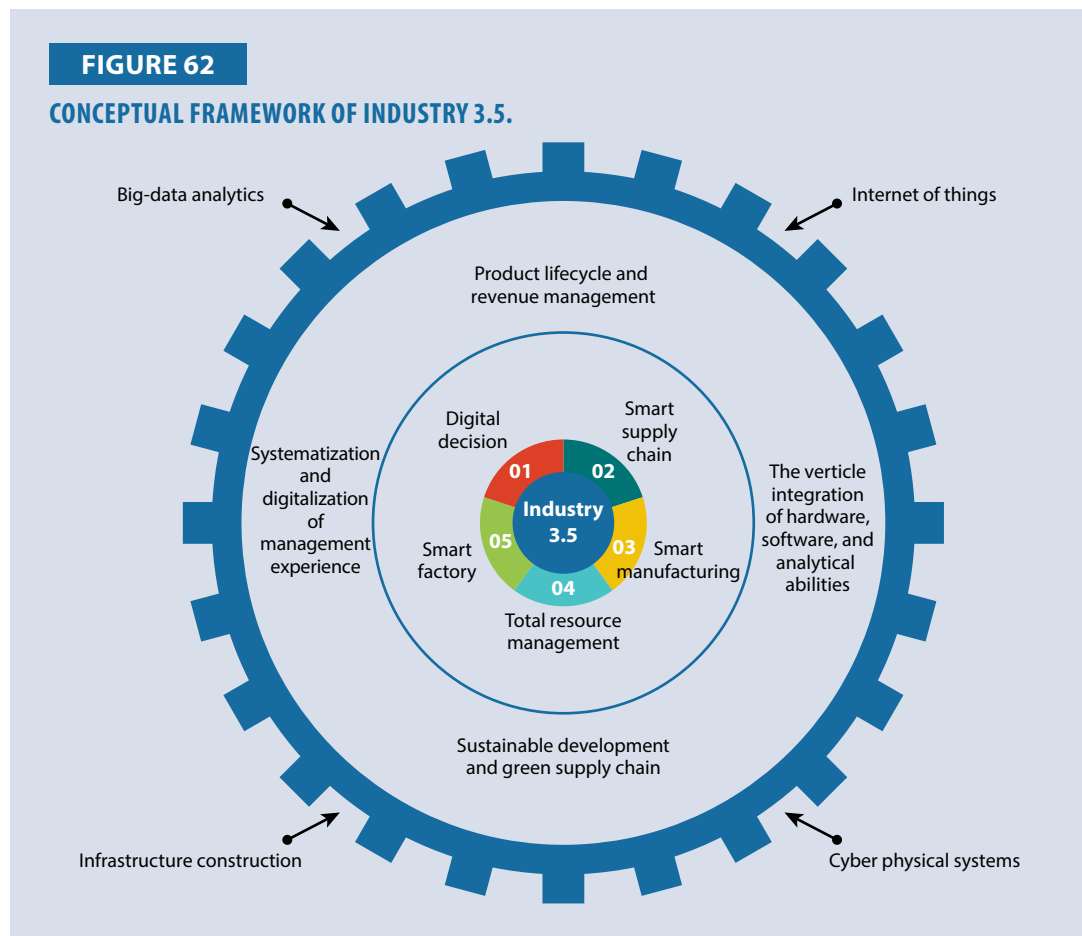 FIGURE 62
CONCEPTUAL FRAMEWORK OF INDUSTRY 3.5.
Big-data analytics
Internet of things
Product lifecycle and
revenue management
Systematization
and
digitalization
of
management
experience
Digital
decision
Smart
supply
chain
01
02
Industry
3.5
05
03
04
Smart
factory
Smart
manufacturing
Total resource
management
The verticle
integration
of hardware,
software, and
analytical
abilities
Sustainable development
and green supply chain
Infrastructure construction
Cyber physical systems